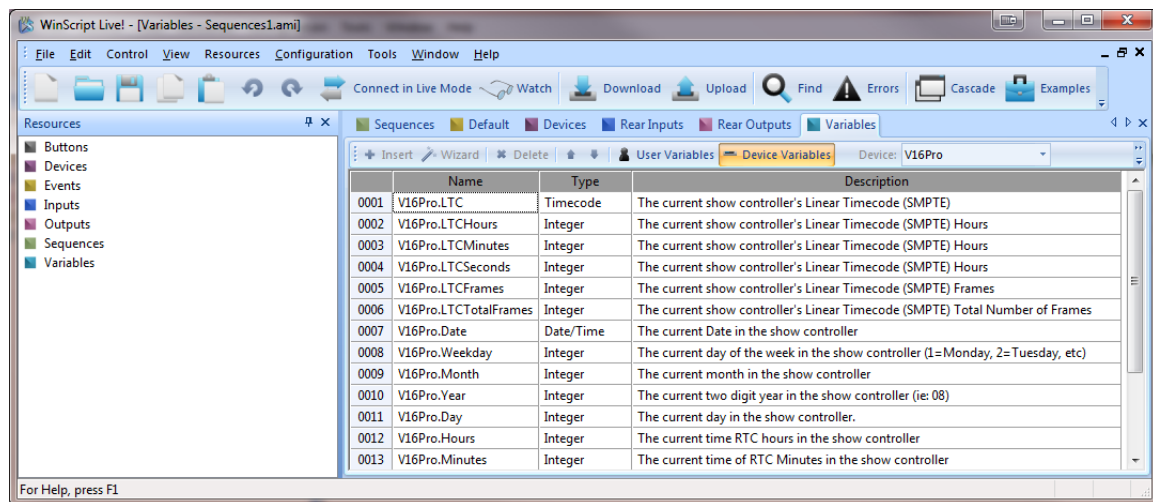 WinScript Live! - [Variables - Sequences1.ami]
File Edit Control View Resources Configuration Tools Window Help
Connect in Live Mode Watch Download Upload Find Errors Cascade Examples
Resources
Sequences Default Devices Rear Inputs Rear Outputs Variables
Buttons
Devices
Events
Inputs
Outputs
Sequences
Variables
Insert Wizard Delete User Variables Device Variables Device: V16Pro
Name Type Description
0001 V16Pro.LTC Timecode The current show controller's Linear Timecode (SMPTE)
0002 V16Pro.LTCHours Integer The current show controller's Linear Timecode (SMPTE) Hours
0003 V16Pro.LTCMinutes Integer The current show controller's Linear Timecode (SMPTE) Hours
0004 V16Pro.LTCSeconds Integer The current show controller's Linear Timecode (SMPTE) Hours
0005 V16Pro.LTCFrames Integer The current show controller's Linear Timecode (SMPTE) Frames
0006 V16Pro.LTCTotalFrames Integer The current show controller's Linear Timecode (SMPTE) Total Number of Frames
0007 V16Pro.Date Date/Time The current Date in the show controller
0008 V16Pro.Weekday Integer The current day of the week in the show controller (1=Monday, 2=Tuesday, etc)
0009 V16Pro.Month Integer The current month in the show controller
0010 V16Pro.Year Integer The current two digit year in the show controller (ie: 08)
0011 V16Pro.Day Integer The current day in the show controller.
0012 V16Pro.Hours Integer The current time RTC hours in the show controller
0013 V16Pro.Minutes Integer The current time of RTC Minutes in the show controller
For Help, press F1